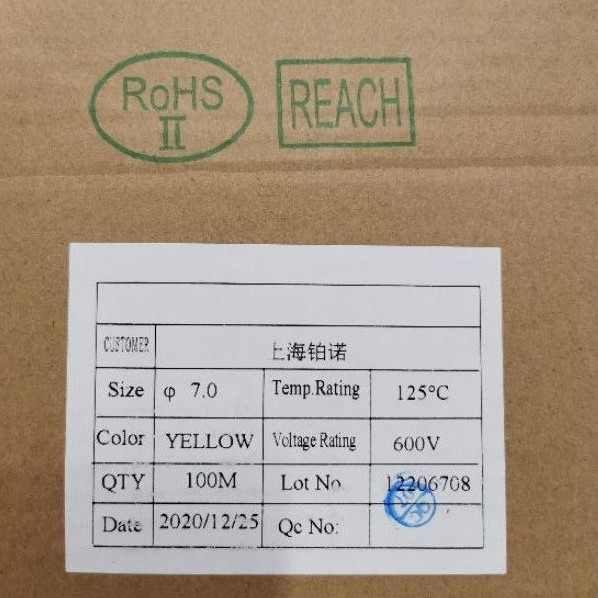 RoHS
II
REACH
CUSTOMER 上海铂诺
Size φ 7.0 Temp.Rating 125°C
Color YELLOW Voltage Rating 600V
QTY 100M Lot No. 12206708
Date 2020/12/25 Qc No: